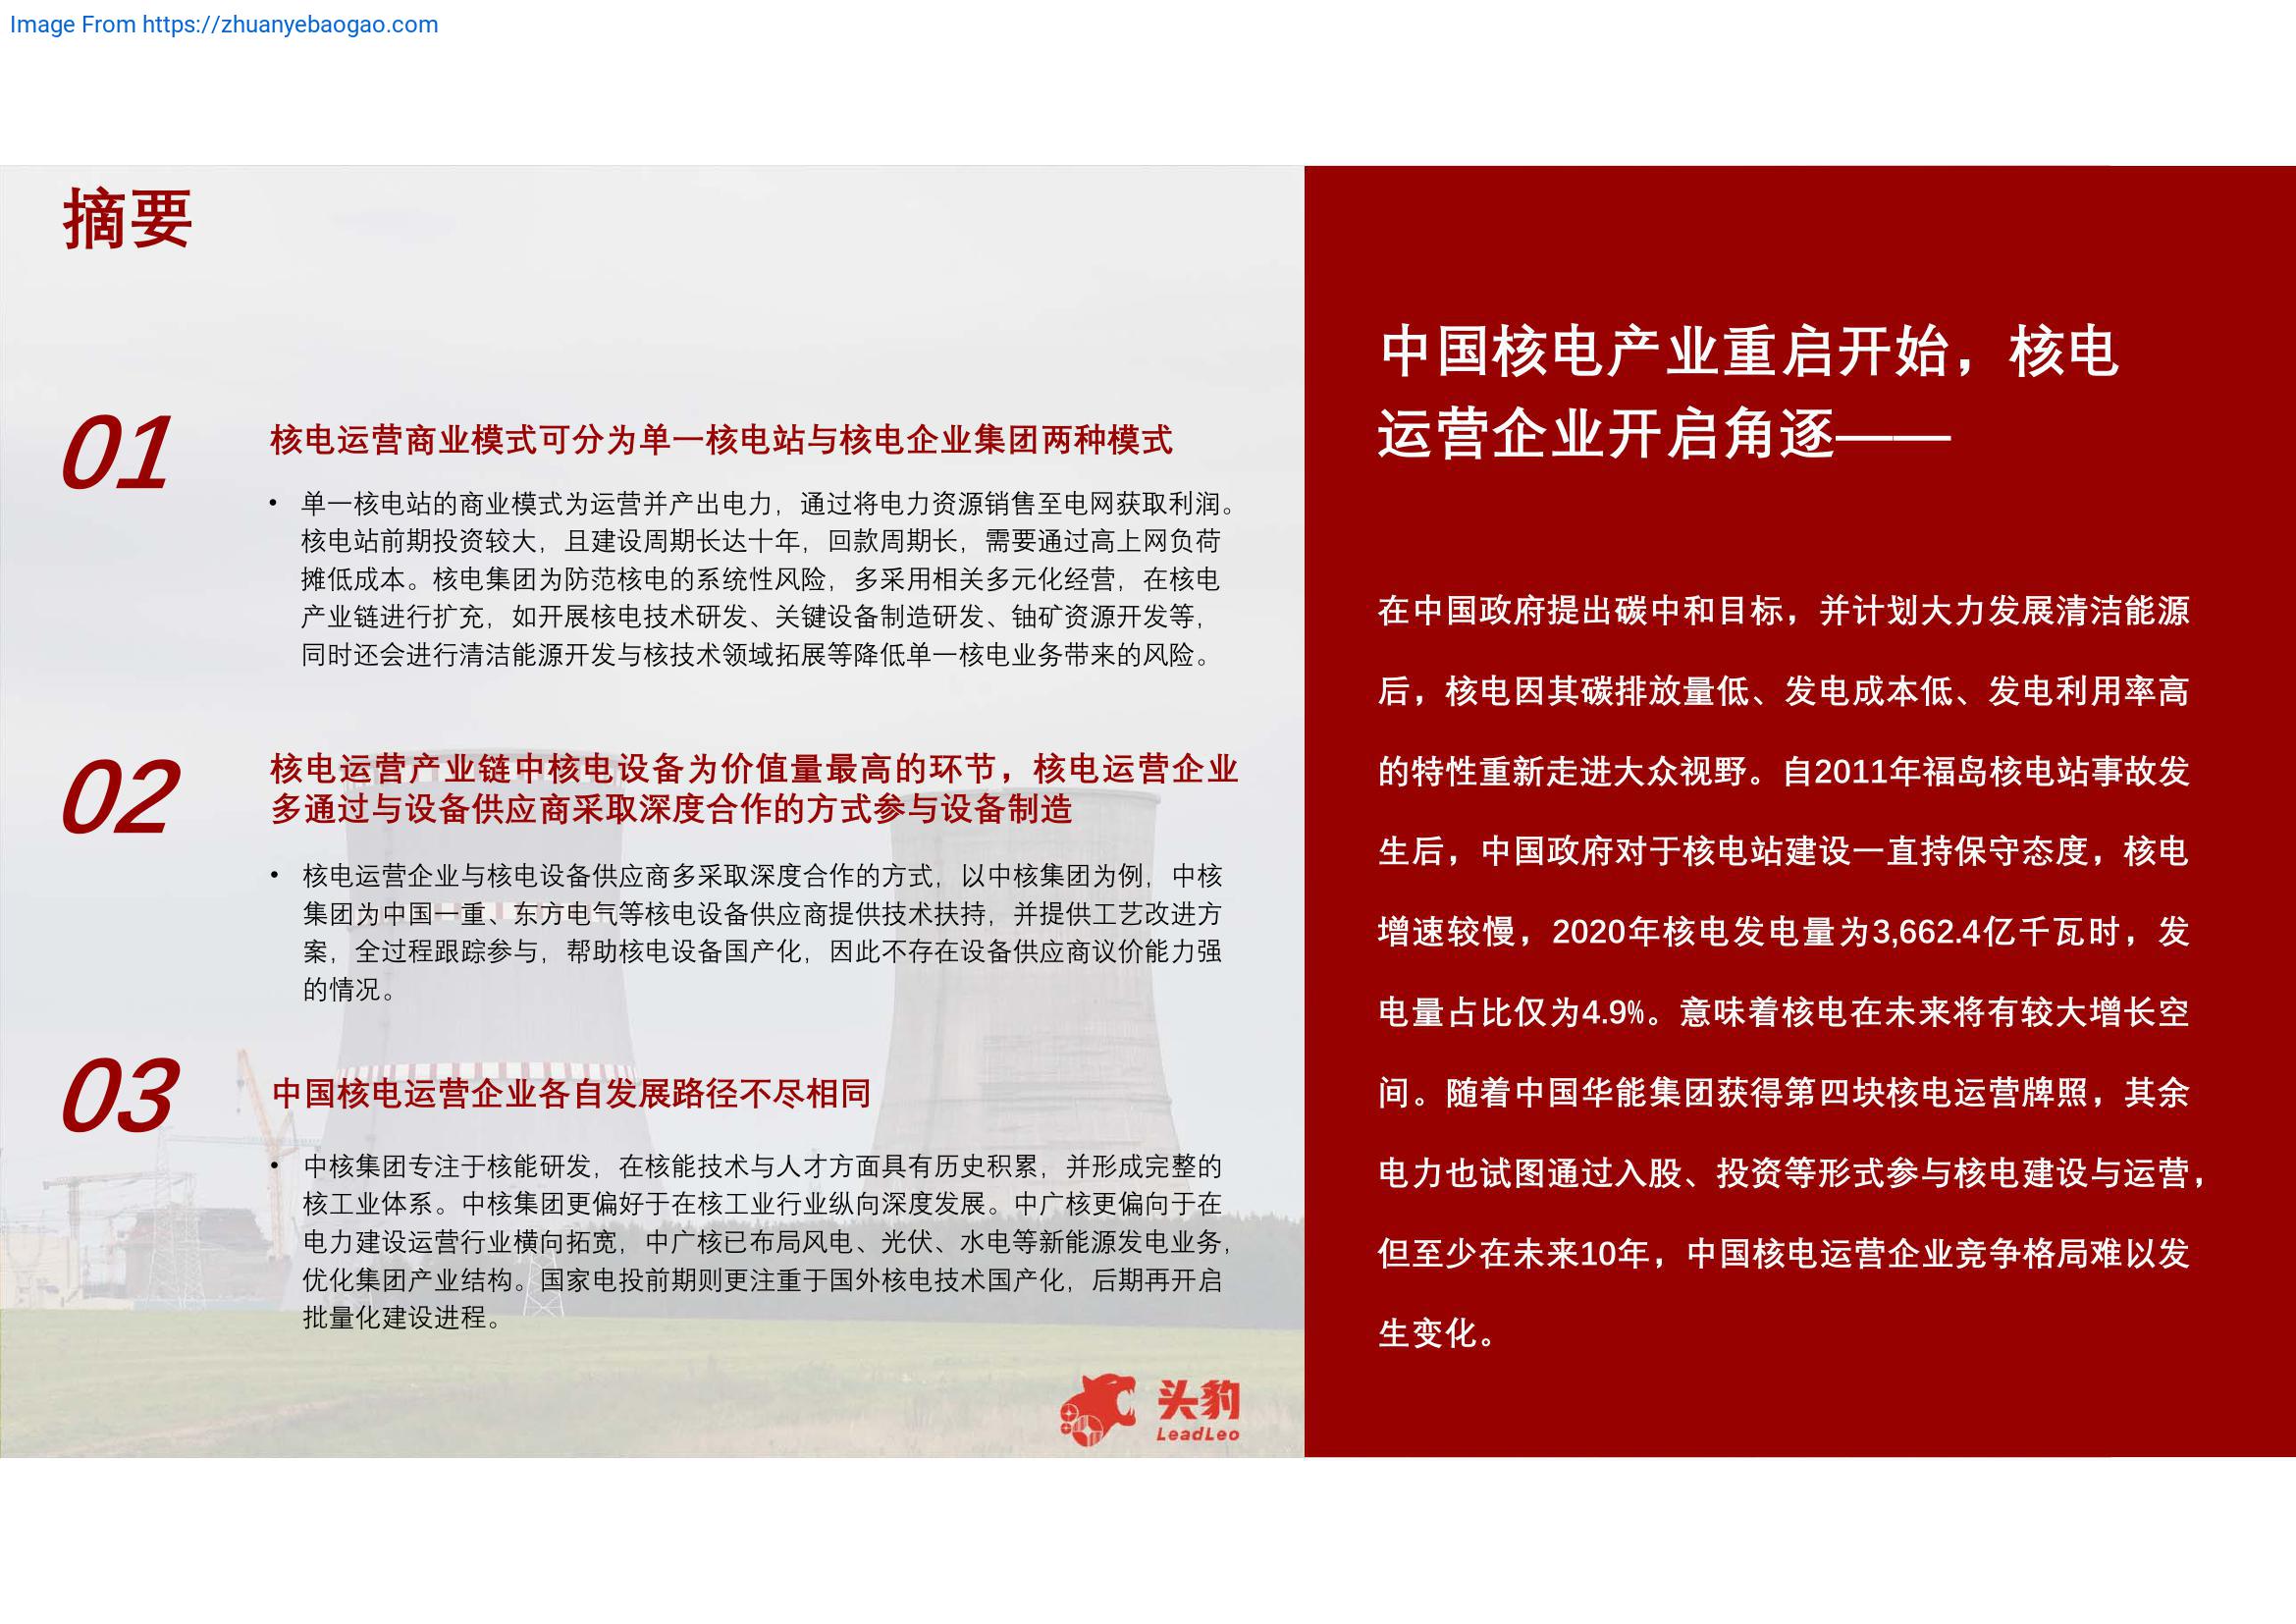 Image From https://zhuanyebaogao.com
摘要
01
核电运营商业模式可分为单一核电站与核电企业集团两种模式
• 单一核电站的商业模式为运营并产出电力，通过将电力资源销售至电网获取利润。
核电站前期投资较大，且建设周期长达十年，回款周期长，需要通过高上网负荷
摊低成本。核电集团为防范核电的系统性风险，多采用相关多元化经营，在核电
产业链进行扩充，如开展核电技术研发、关键设备制造研发、铀矿资源开发等，
同时还会进行清洁能源开发与核技术领域拓展等降低单一核电业务带来的风险。
02
核电运营产业链中核电设备为价值量最高的环节，核电运营企业
多通过与设备供应商采取深度合作的方式参与设备制造
• 核电运营企业与核电设备供应商多采取深度合作的方式，以中核集团为例，中核
集团为中国一重、东方电气等核电设备供应商提供技术扶持，并提供工艺改进方
案，全过程跟踪参与，帮助核电设备国产化，因此不存在设备供应商议价能力强
的情况。
03
中国核电运营企业各自发展路径不尽相同
• 中核集团专注于核能研发，在核能技术与人才方面具有历史积累，并形成完整的
核工业体系。中核集团更偏好于在核工业行业纵向深度发展。中广核更偏向于在
电力建设运营行业横向拓宽，中广核已布局风电、光伏、水电等新能源发电业务，
优化集团产业结构。国家电投前期则更注重于国外核电技术国产化，后期再开启
批量化建设进程。
头豹
LeadLeo
中国核电产业重启开始，核电
运营企业开启角逐——
在中国政府提出碳中和目标，并计划大力发展清洁能源
后，核电因其碳排放量低、发电成本低、发电利用率高
的特性重新走进大众视野。自2011年福岛核电站事故发
生后，中国政府对于核电站建设一直持保守态度，核电
增速较慢，2020年核电发电量为3,662.4亿千瓦时，发
电量占比仅为4.9%。意味着核电在未来将有较大增长空
间。随着中国华能集团获得第四块核电运营牌照，其余
电力也试图通过入股、投资等形式参与核电建设与运营，
但至少在未来10年，中国核电运营企业竞争格局难以发
生变化。